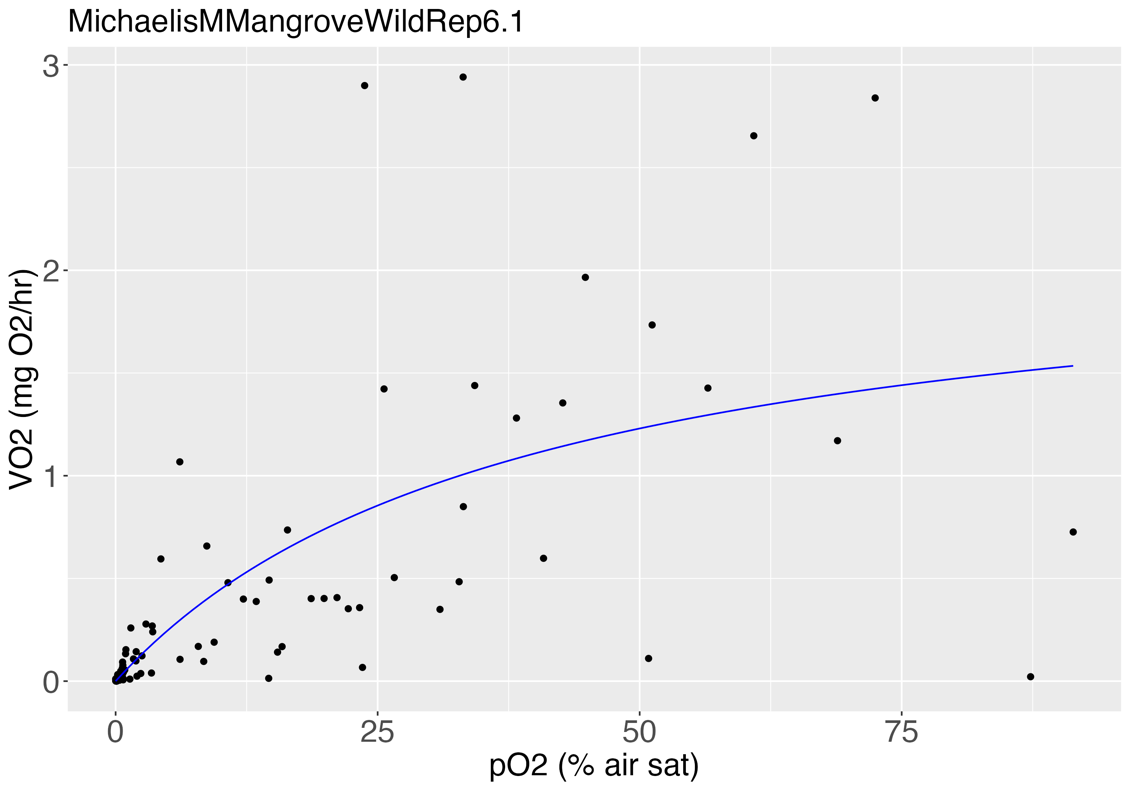 MichaelisMMangroveWildRep6.1
3
2
1
0
VO2 (mg O2/hr)
0 25 50 75
pO2 (% air sat)